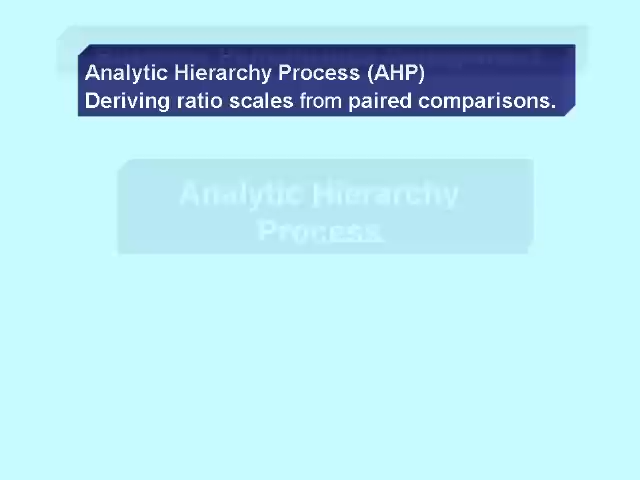 Analytic Hierarchy Process (AHP)
Deriving ratio scales from paired comparisons.
Analytic Hierarchy
Process